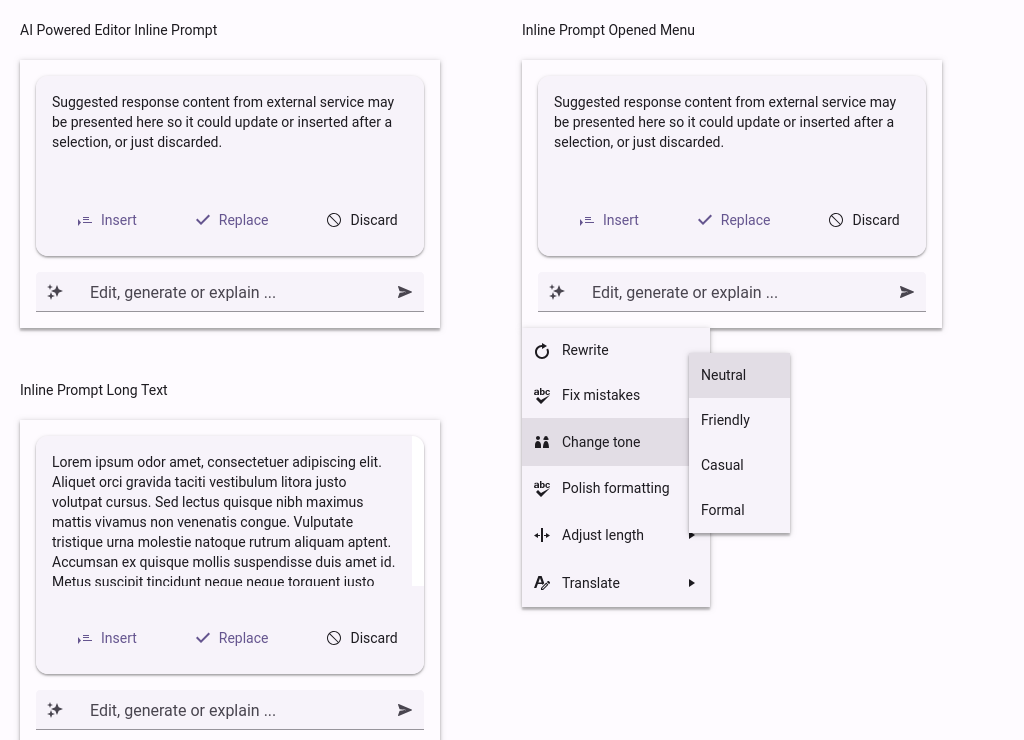 AI Powered Editor Inline Prompt
Suggested response content from external service may
be presented here so it could update or inserted after a
selection, or just discarded.
Insert
Replace
Discard
Edit, generate or explain ...
Inline Prompt Long Text
Lorem ipsum odor amet, consectetuer adipiscing elit.
Aliquet orci gravida taciti vestibulum litora justo
volutpat cursus. Sed lectus quisque nibh maximus
mattis vivamus non venenatis congue. Vulputate
tristique urna molestie natoque rutrum aliquam aptent.
Accumsan ex quisque mollis suspendisse duis amet id.
Metus suscipit tincidunt neque neque torquent justo
Insert
Replace
Discard
Edit, generate or explain ...
Inline Prompt Opened Menu
Suggested response content from external service may
be presented here so it could update or inserted after a
selection, or just discarded.
Insert
Replace
Discard
Edit, generate or explain ...
Rewrite
abc
Fix mistakes
Change tone
abc
Polish formatting
Adjust length
Translate
Neutral
Friendly
Casual
Formal